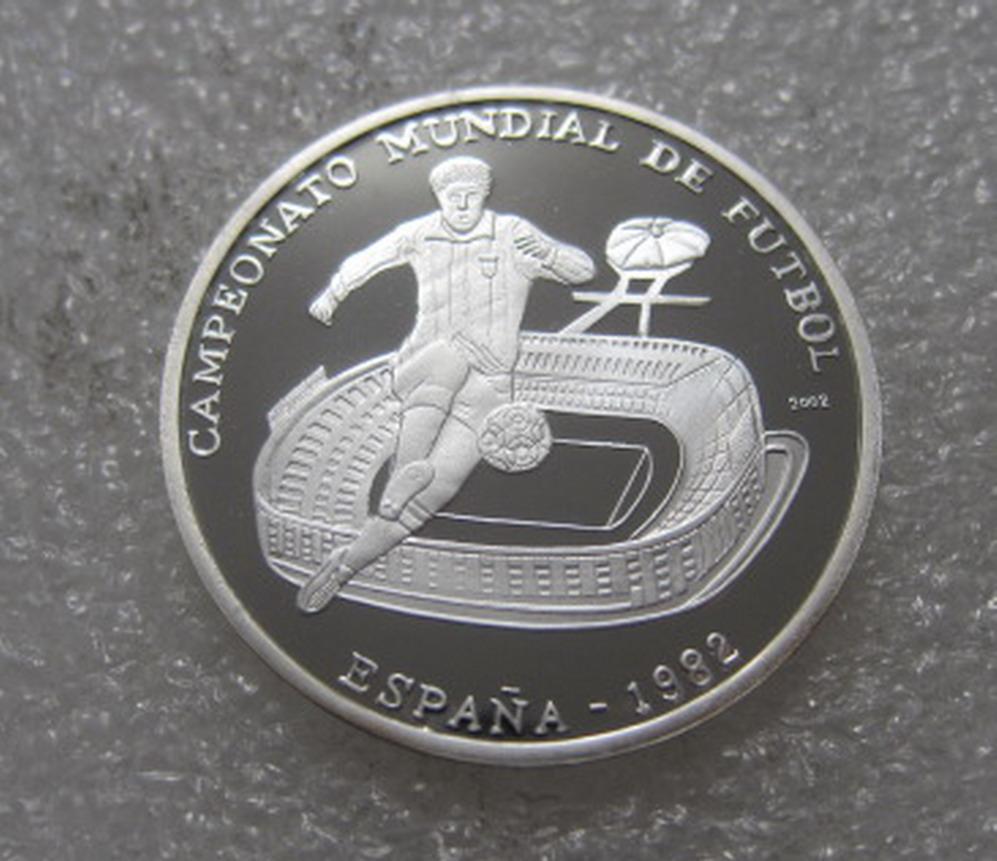 CAMPEONATO MUNDIAL DE FUTBOL
2002
ESPAÑA - 1982